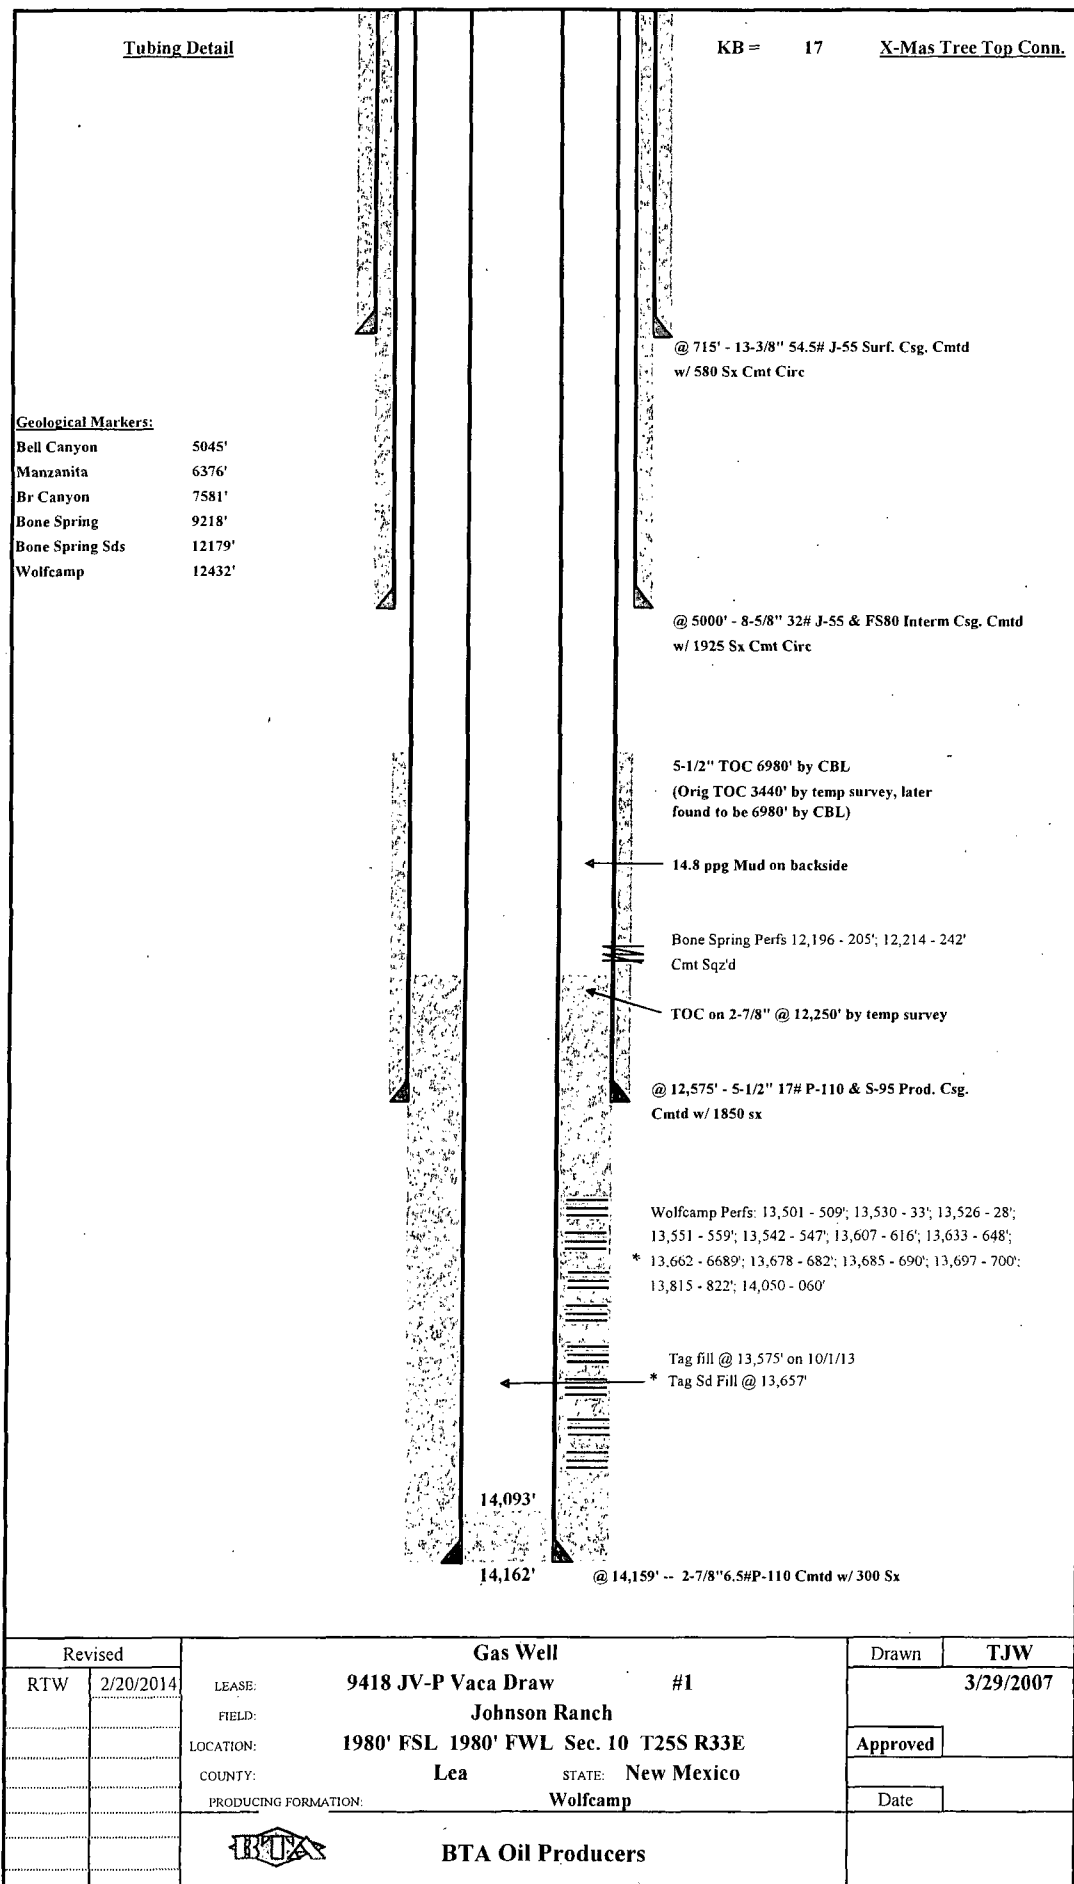 Tubing Detail
KB = 17 X-Mas Tree Top Conn.
@ 715' - 13-3/8" 54.5# J-55 Surf. Csg. Cmtd
w/ 580 Sx Cmt Circ
Geological Markers:
Bell Canyon 5045'
Manzanita 6376'
Br Canyon 7581'
Bone Spring 9218'
Bone Spring Sds 12179'
Wolfcamp 12432'
@ 5000' - 8-5/8" 32# J-55 & FS80 Interm Csg. Cmtd
w/ 1925 Sx Cmt Circ
5-1/2" TOC 6980' by CBL
(Orig TOC 3440' by temp survey, later
found to be 6980' by CBL)
14.8 ppg Mud on backside
Bone Spring Perfs 12,196 - 205'; 12,214 - 242'
Cmt Sqz'd
TOC on 2-7/8" @ 12,250' by temp survey
@ 12,575' - 5-1/2" 17# P-110 & S-95 Prod. Csg.
Cmtd w/ 1850 sx
Wolfcamp Perfs: 13,501 - 509'; 13,530 - 33'; 13,526 - 28';
13,551 - 559'; 13,542 - 547'; 13,607 - 616'; 13,633 - 648';
* 13,662 - 6689'; 13,678 - 682'; 13,685 - 690'; 13,697 - 700';
13,815 - 822'; 14,050 - 060'
Tag fill @ 13,575' on 10/1/13
* Tag Sd Fill @ 13,657'
14,093'
14,162'
@ 14,159' -- 2-7/8"6.5#P-110 Cmtd w/ 300 Sx
Revised
RTW 2/20/2014
Gas Well
LEASE: 9418 JV-P Vaca Draw #1
FIELD: Johnson Ranch
LOCATION: 1980' FSL 1980' FWL Sec. 10 T25S R33E
COUNTY: Lea STATE: New Mexico
PRODUCING FORMATION: Wolfcamp
BTA BTA Oil Producers
Drawn TJW
3/29/2007
Approved
Date